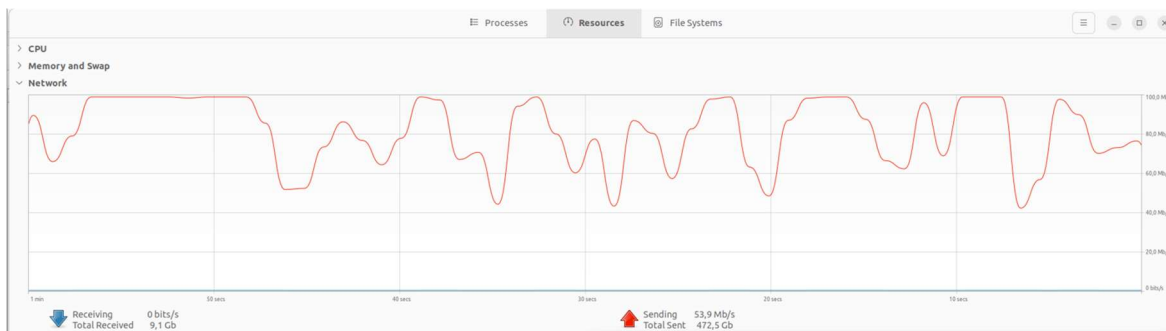 Processes Resources File Systems
CPU
Memory and Swap
Network
100,0 M
80,0 Mb
60,0 Mb
40,0 Mb
20,0 Mb
0 bits/s
1 min 50 secs 40 secs 30 secs 20 secs 10 secs
Receiving 0 bits/s Sending 53,9 Mb/s
Total Received 9,1 Gb Total Sent 472,5 Gb